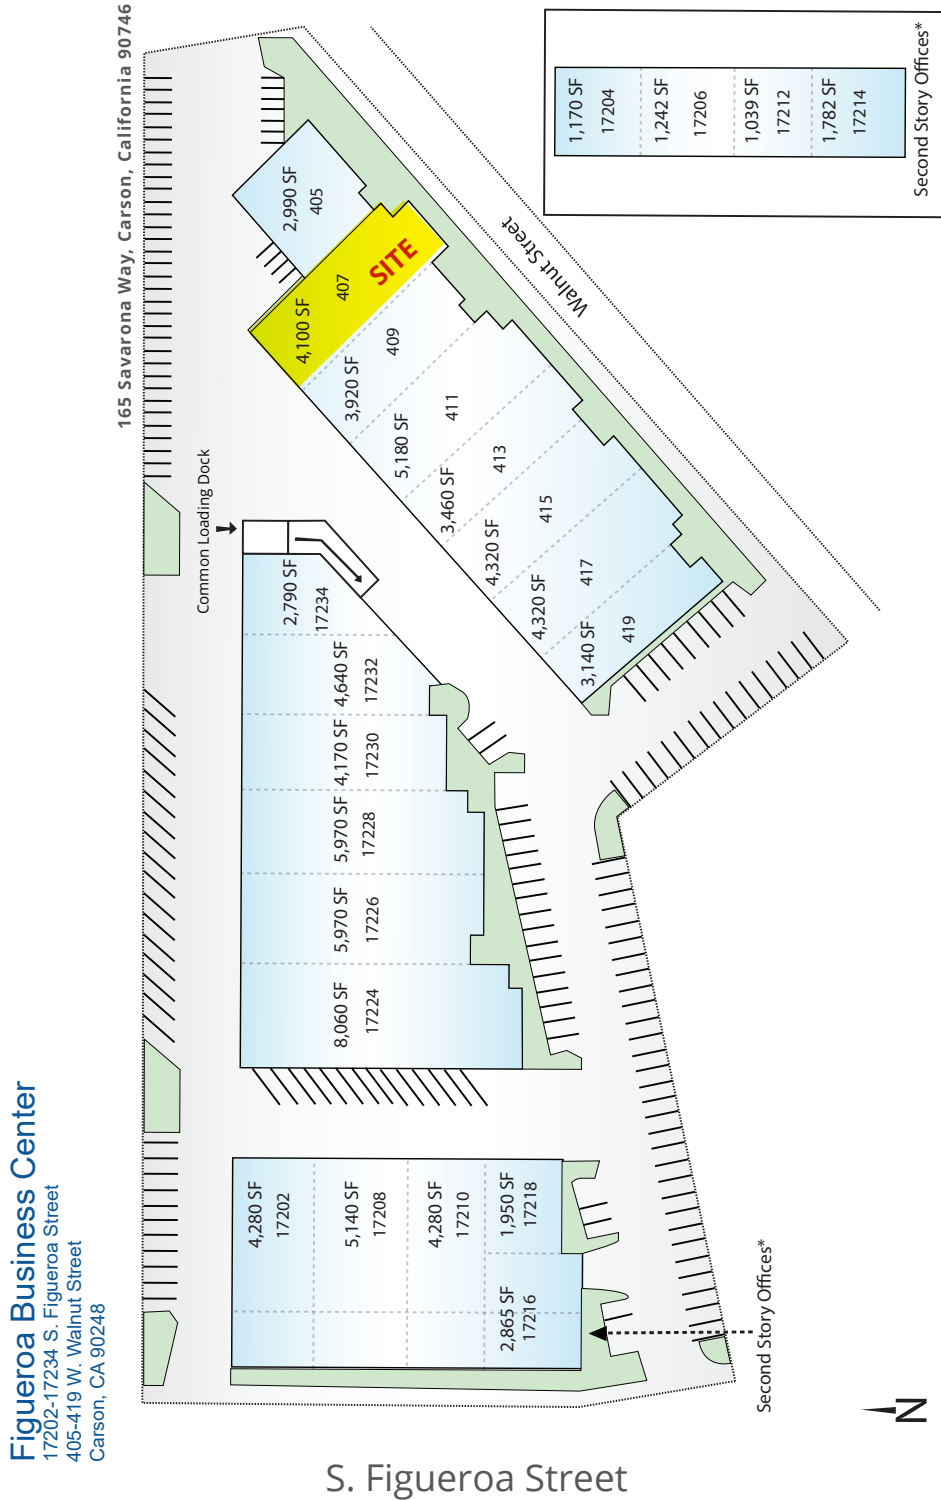 Figueroa Business Center
17202-17234 S. Figueroa Street
405-419 W. Walnut Street
Carson, CA 90248
165 Savarona Way, Carson, California 90746
Common Loading Dock
4,280 SF
17202
5,140 SF
17208
4,280 SF
17210
1,950 SF
17218
2,865 SF
17216
8,060 SF
17224
5,970 SF
17226
5,970 SF
17228
4,170 SF
17230
4,640 SF
17232
2,790 SF
17234
2,990 SF
405
4,100 SF
407
SITE
3,920 SF
409
5,180 SF
411
3,460 SF
413
4,320 SF
415
4,320 SF
417
3,140 SF
419
Walnut Street
1,170 SF
17204
1,242 SF
17206
1,039 SF
17212
1,782 SF
17214
Second Story Offices*
Second Story Offices*
N
S. Figueroa Street